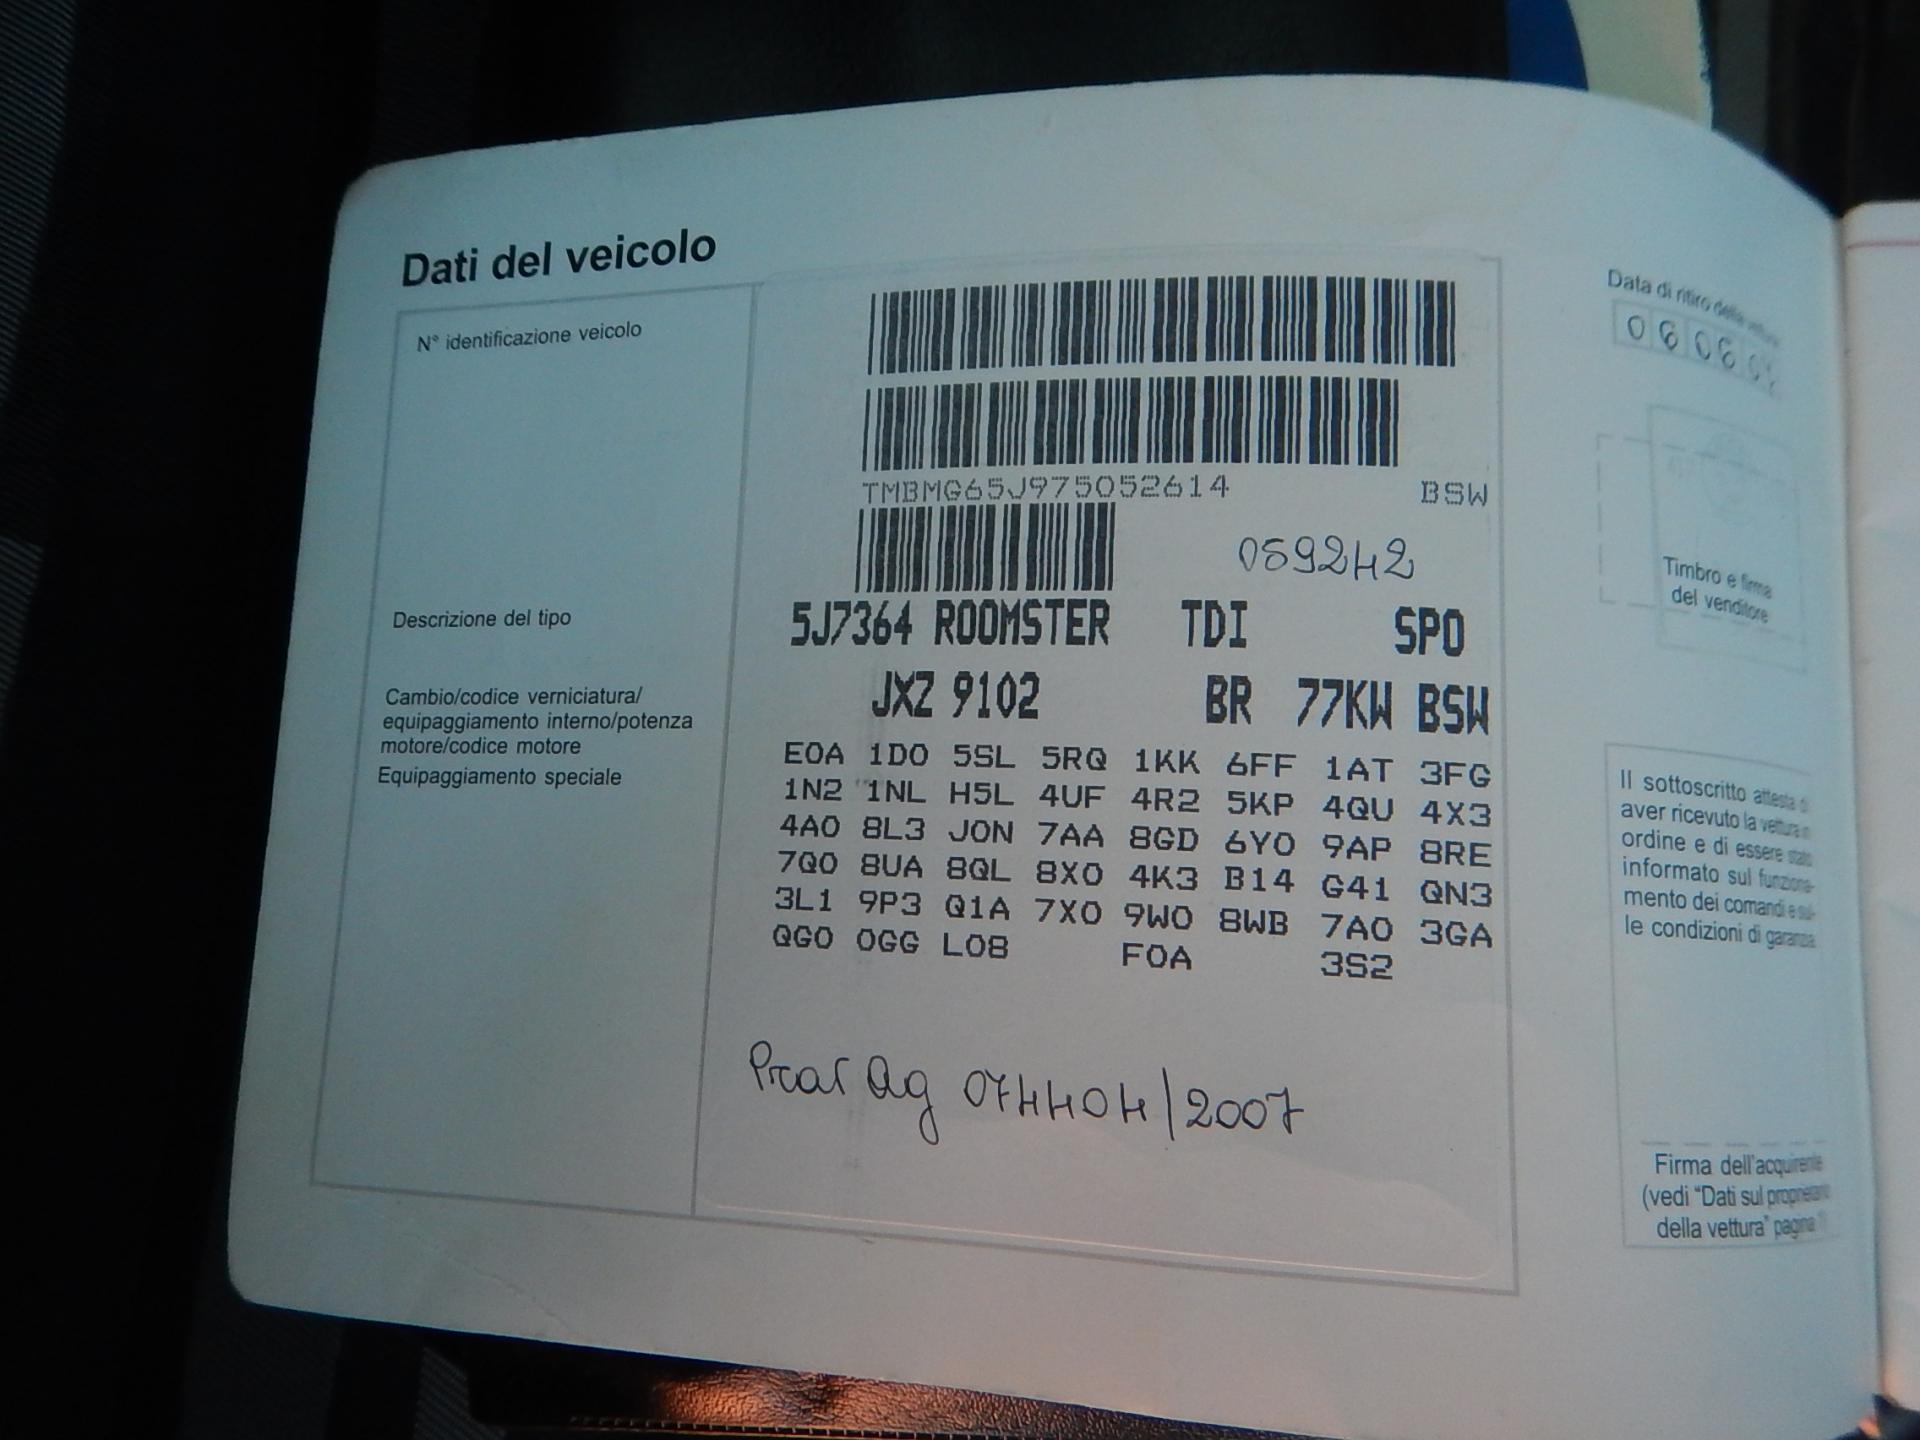 Dati del veicolo
N° identificazione veicolo
TMBMG65J975052614 BSW
059242
Descrizione del tipo
5J7364 ROOMSTER TDI SPO
Cambio/codice verniciatura/
equipaggiamento interno/potenza
motore/codice motore
JXZ 9102 BR 77KW BSW
Equipaggiamento speciale
E0A 1D0 5SL 5RQ 1KK 6FF 1AT 3FG
1N2 1NL H5L 4UF 4R2 5KP 4QU 4X3
4A0 8L3 J0N 7AA 8GD 6Y0 9AP 8RE
7Q0 8UA 8QL 8X0 4K3 B14 G41 QN3
3L1 9P3 Q1A 7X0 9W0 8WB 7A0 3GA
QG0 0GG L08 F0A 3S2
074404/2007
Data di ritiro della vettura
Timbro e firma
del venditore
Il sottoscritto attesta di
aver ricevuto la vettura in
ordine e di essere stato
informato sul funziona-
mento dei comandi e sul-
le condizioni di garanzia
Firma dell'acquirente
(vedi "Dati sul proprietario
della vettura" pagina